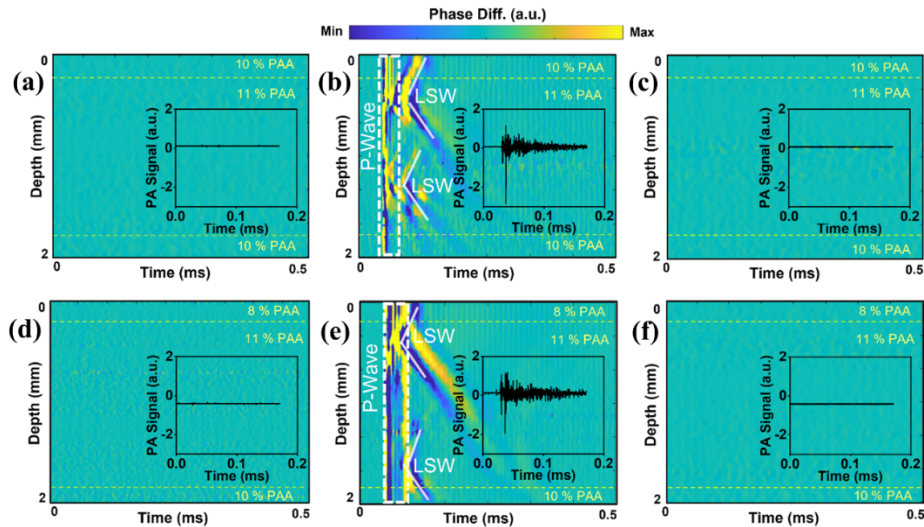 Phase Diff. (a.u.)
Min Max
(a)
0
Depth (mm)
2
10 % PAA
11 % PAA
PA Signal (a.u.)
2
0
-2
0.0 0.1 0.2
Time (ms)
10 % PAA
0 0.5
Time (ms)
(b)
0
Depth (mm)
2
P-Wave
LSW
LSW
10 % PAA
11 % PAA
PA Signal (a.u.)
2
0
-2
0.0 0.1 0.2
Time (ms)
10 % PAA
0 0.5
Time (ms)
(c)
0
Depth (mm)
2
10 % PAA
11 % PAA
PA Signal (a.u.)
2
0
-2
0.0 0.1 0.2
Time (ms)
10 % PAA
0 0.5
Time (ms)
(d)
0
Depth (mm)
2
8 % PAA
11 % PAA
PA Signal (a.u.)
2
0
-2
0.0 0.1 0.2
Time (ms)
10 % PAA
0 0.5
Time (ms)
(e)
0
Depth (mm)
2
P-Wave
LSW
LSW
8 % PAA
11 % PAA
PA Signal (a.u.)
2
0
-2
0.0 0.1 0.2
Time (ms)
10 % PAA
0 0.5
Time (ms)
(f)
0
Depth (mm)
2
8 % PAA
11 % PAA
PA Signal (a.u.)
2
0
-2
0.0 0.1 0.2
Time (ms)
10 % PAA
0 0.5
Time (ms)